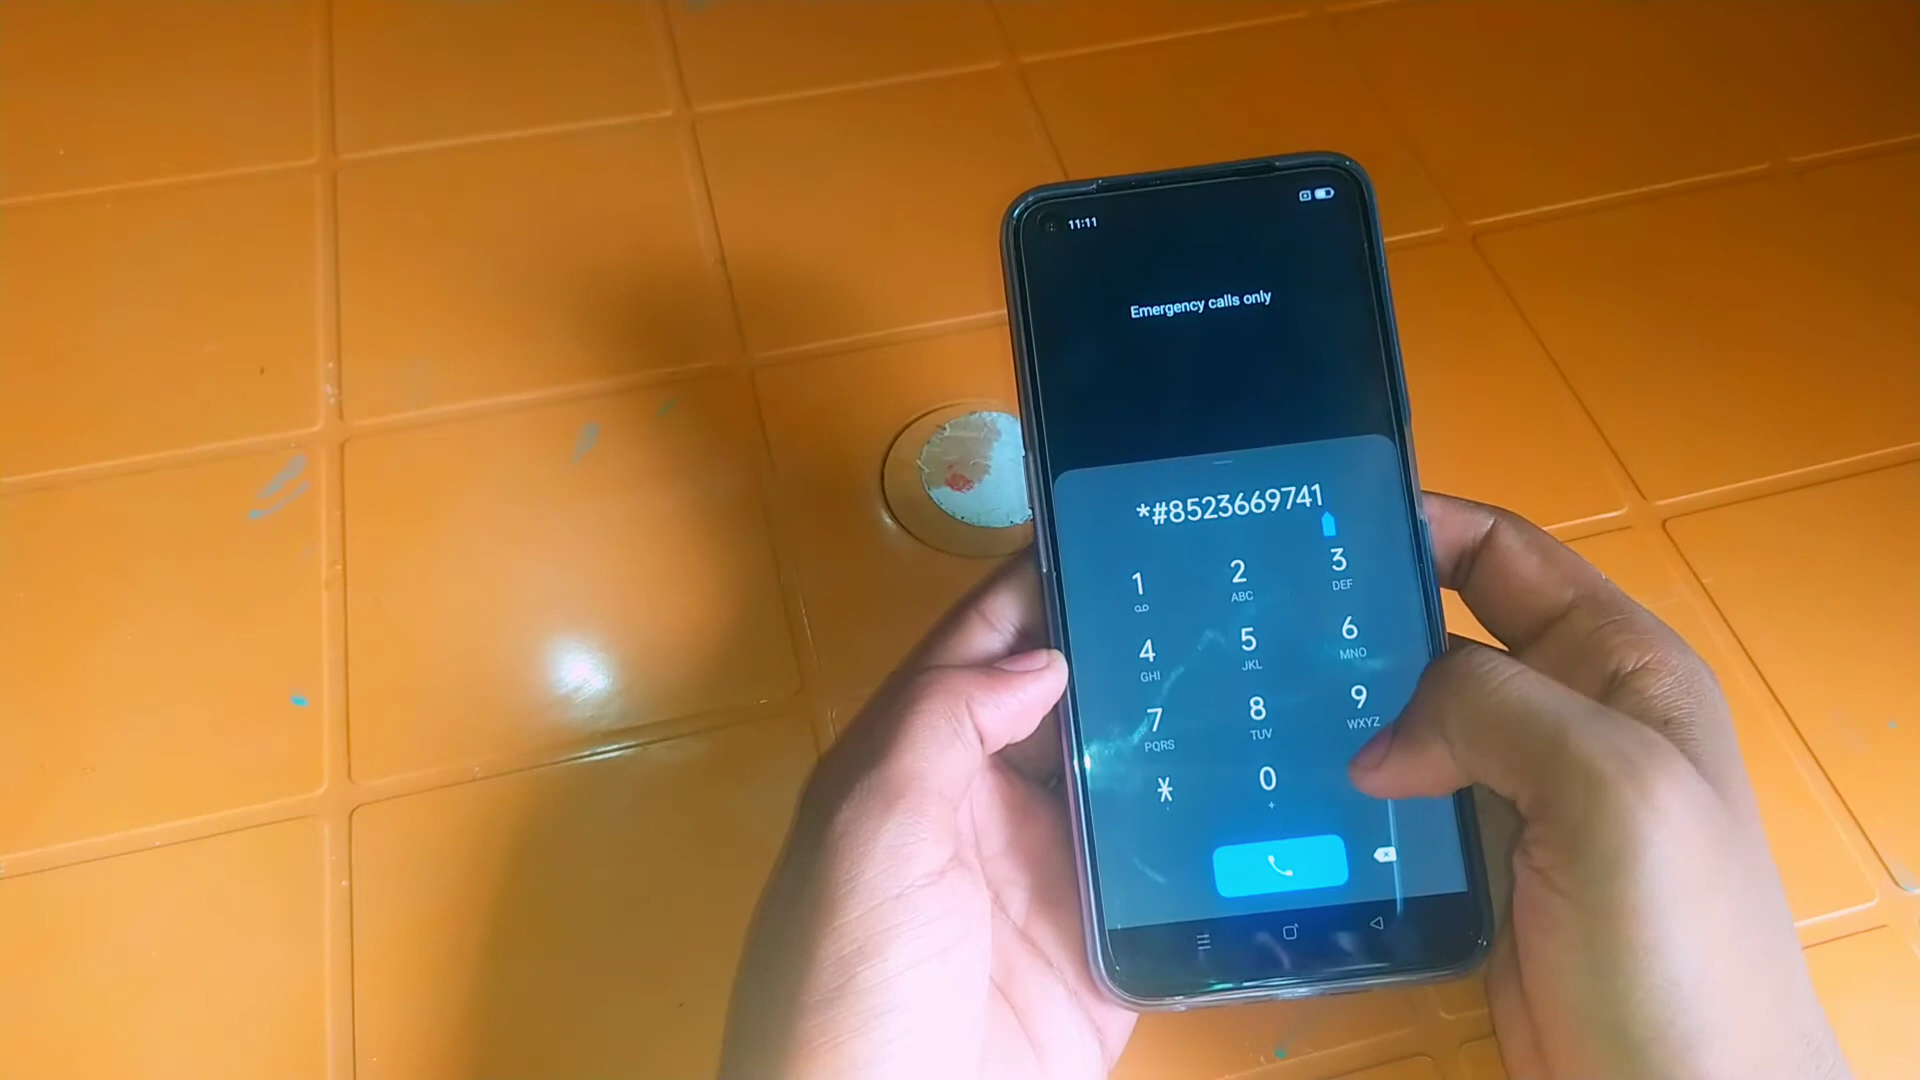 11:11
Emergency calls only
*#8523669741
1 2 3
ABC DEF
4 5 6
GHI JKL MNO
7 8 9
PQRS TUV WXYZ
* 0
+